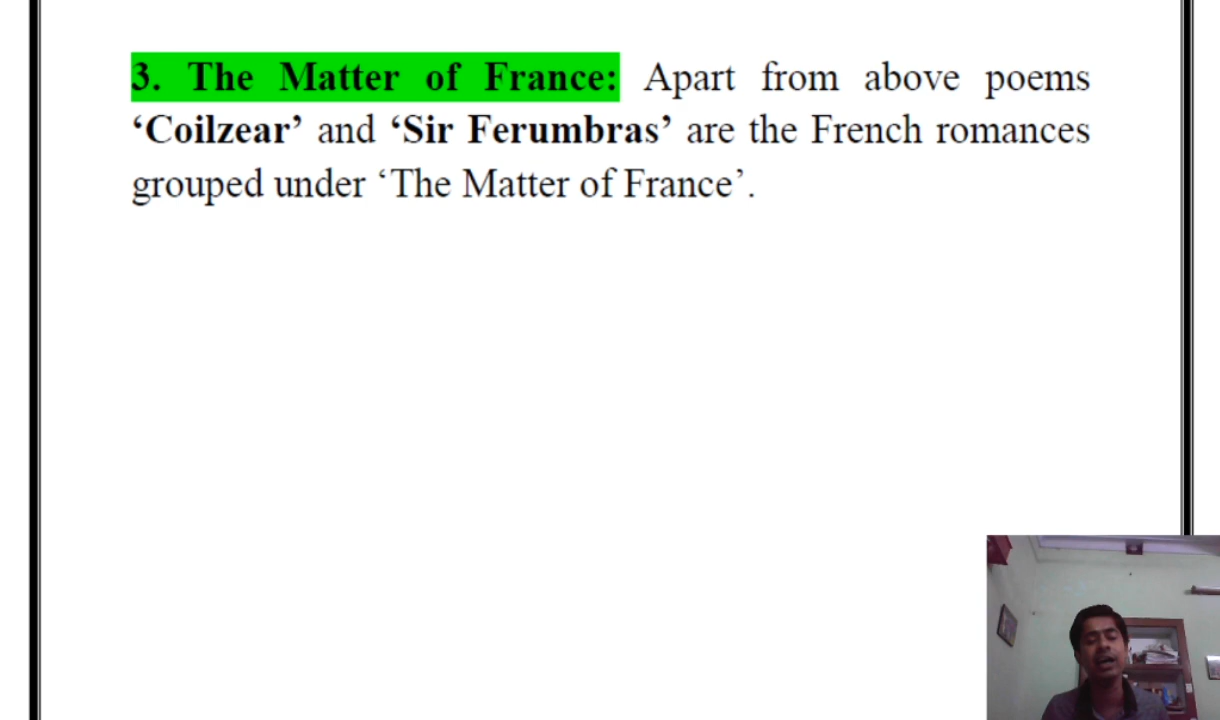 3. The Matter of France: Apart from above poems
‘Coilzear’ and ‘Sir Ferumbras’ are the French romances
grouped under ‘The Matter of France’.